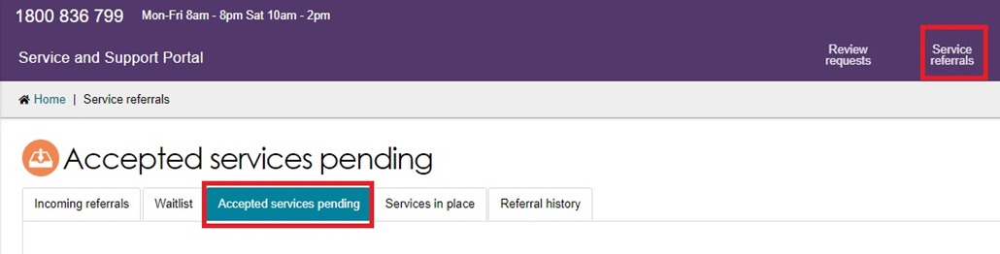 1800 836 799 Mon-Fri 8am - 8pm Sat 10am - 2pm
Service and Support Portal
Review
requests
Service
referrals
Home | Service referrals
Accepted services pending
Incoming referrals
Waitlist
Accepted services pending
Services in place
Referral history